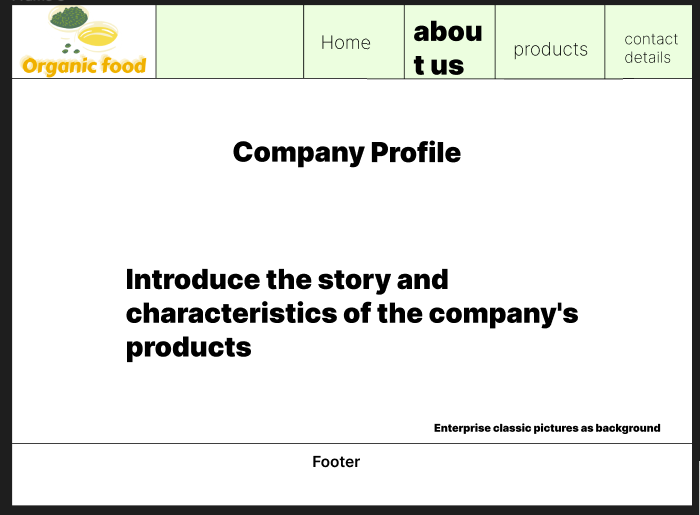 Organic food
Home
abou
t us
products
contact
details
Company Profile
Introduce the story and
characteristics of the company's
products
Enterprise classic pictures as background
Footer